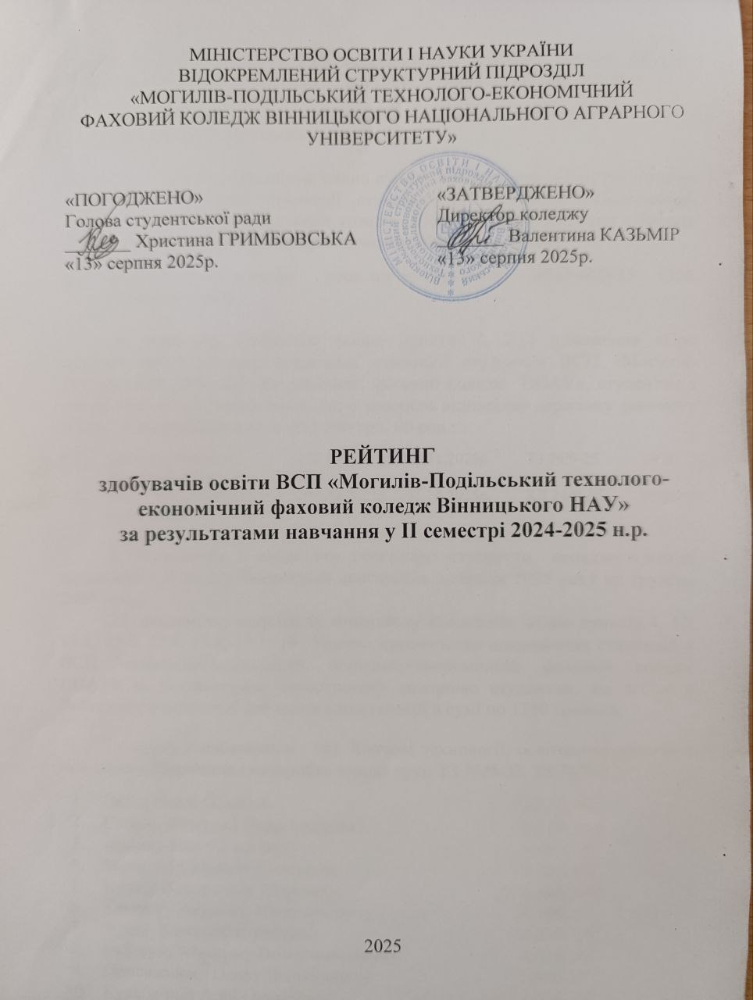 МІНІСТЕРСТВО ОСВІТИ І НАУКИ УКРАЇНИ
ВІДОКРЕМЛЕНИЙ СТРУКТУРНИЙ ПІДРОЗДІЛ
«МОГИЛІВ-ПОДІЛЬСЬКИЙ ТЕХНОЛОГО-ЕКОНОМІЧНИЙ
ФАХОВИЙ КОЛЕДЖ ВІННИЦЬКОГО НАЦІОНАЛЬНОГО АГРАРНОГО
УНІВЕРСИТЕТУ»
«ПОГОДЖЕНО»
Голова студентської ради
Христина ГРИМБОВСЬКА
«13» серпня 2025р.
«ЗАТВЕРДЖЕНО»
Директор коледжу
Валентина КАЗЬМІР
«13» серпня 2025р.
РЕЙТИНГ
здобувачів освіти ВСП «Могилів-Подільський технолого-
економічний фаховий коледж Вінницького НАУ»
за результатами навчання у ІІ семестрі 2024-2025 н.р.
2025